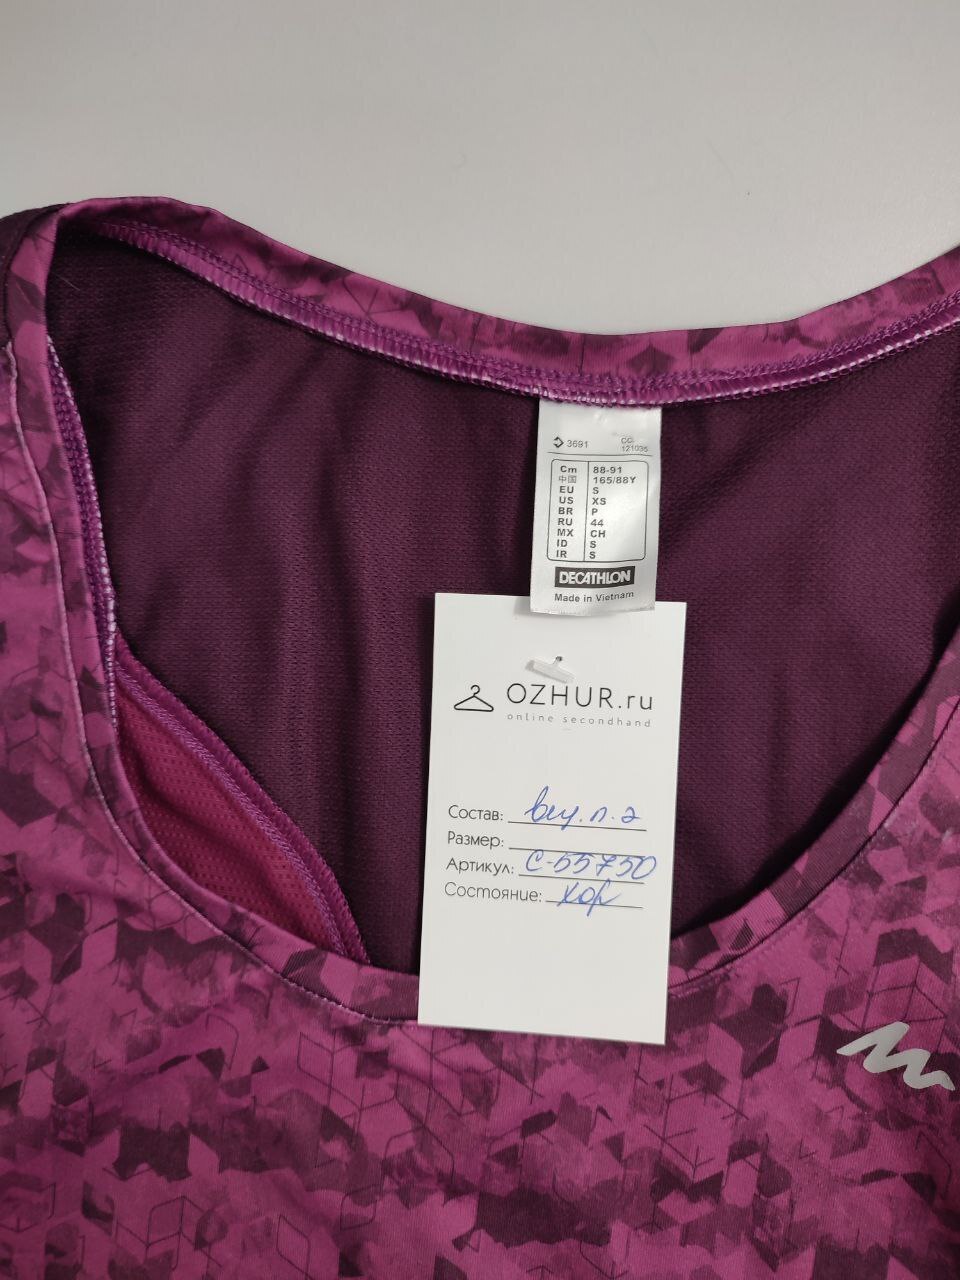 3691 CC: 121035
Cm 88-91
中国 165/88Y
EU S
US XS
BR P
RU 44
MX CH
ID S
IR S
DECATHLON
Made in Vietnam
OZHUR.ru
online secondhand
Состав: п. э
Размер:
Артикул: С-55750
Состояние: хор